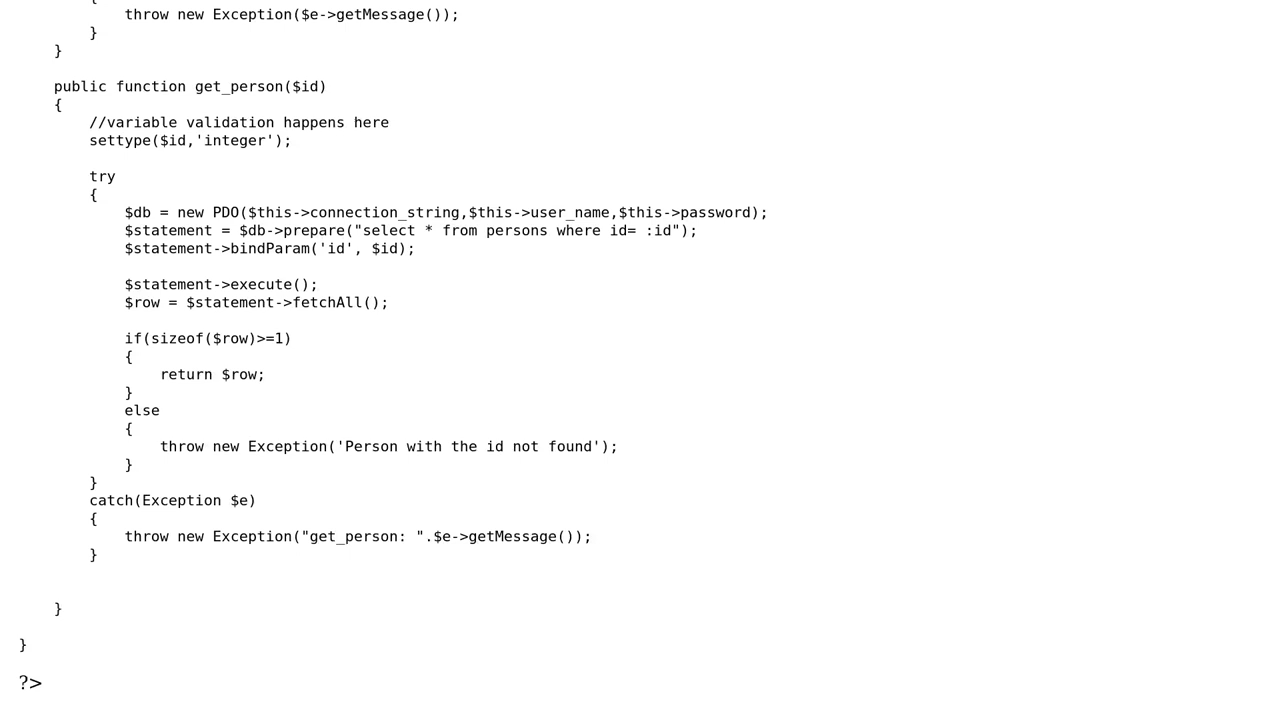 {
throw new Exception($e->getMessage());
}
}
public function get_person($id)
{
//variable validation happens here
settype($id,'integer');
try
{
$db = new PDO($this->connection_string,$this->user_name,$this->password);
$statement = $db->prepare("select * from persons where id= :id");
$statement->bindParam('id', $id);
$statement->execute();
$row = $statement->fetchAll();
if(sizeof($row)>=1)
{
return $row;
}
else
{
throw new Exception('Person with the id not found');
}
}
catch(Exception $e)
{
throw new Exception("get_person: ".$e->getMessage());
}
}
}
?>